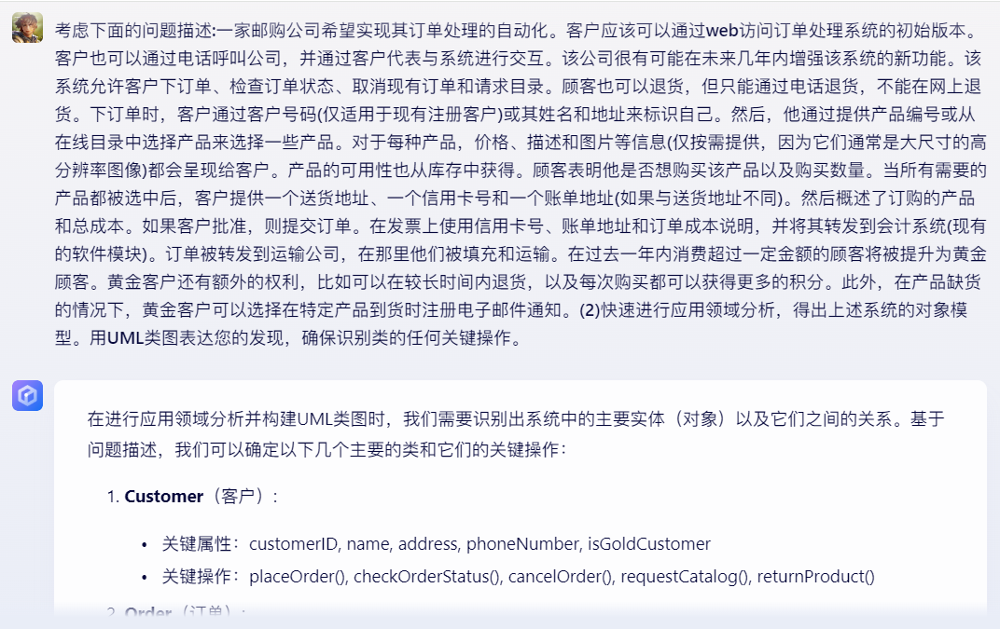 考虑下面的问题描述:一家邮购公司希望实现其订单处理的自动化。客户应该可以通过web访问订单处理系统的初始版本。
客户也可以通过电话呼叫公司，并通过客户代表与系统进行交互。该公司很有可能在未来几年内增强该系统的新功能。该
系统允许客户下订单、检查订单状态、取消现有订单和请求目录。顾客也可以退货，但只能通过电话退货，不能在网上退
货。下订单时，客户通过客户号码(仅适用于现有注册客户)或其姓名和地址来标识自己。然后，他通过提供产品编号或从
在线目录中选择产品来选择一些产品。对于每种产品，价格、描述和图片等信息(仅按需提供，因为它们通常是大尺寸的高
分辨率图像)都会呈现给客户。产品的可用性也从库存中获得。顾客表明他是否想购买该产品以及购买数量。当所有需要的
产品都被选中后，客户提供一个送货地址、一个信用卡号和一个账单地址(如果与送货地址不同)。然后概述了订购的产品
和总成本。如果客户批准，则提交订单。在发票上使用信用卡号、账单地址和订单成本说明，并将其转发到会计系统(现有
的软件模块)。订单被转发到运输公司，在那里他们被填充和运输。在过去一年内消费超过一定金额的顾客将被提升为黄金
顾客。黄金客户还有额外的权利，比如可以在较长时间内退货，以及每次购买都可以获得更多的积分。此外，在产品缺货
的情况下，黄金客户可以选择在特定产品到货时注册电子邮件通知。(2)快速进行应用领域分析，得出上述系统的对象模
型。用UML类图表达您的发现，确保识别类的任何关键操作。
在进行应用领域分析并构建UML类图时，我们需要识别出系统中的主要实体（对象）以及它们之间的关系。基于
问题描述，我们可以确定以下几个主要的类和它们的关键操作：
1. Customer（客户）:
• 关键属性：customerID, name, address, phoneNumber, isGoldCustomer
• 关键操作：placeOrder(), checkOrderStatus(), cancelOrder(), requestCatalog(), returnProduct()
2. Order（订单）: